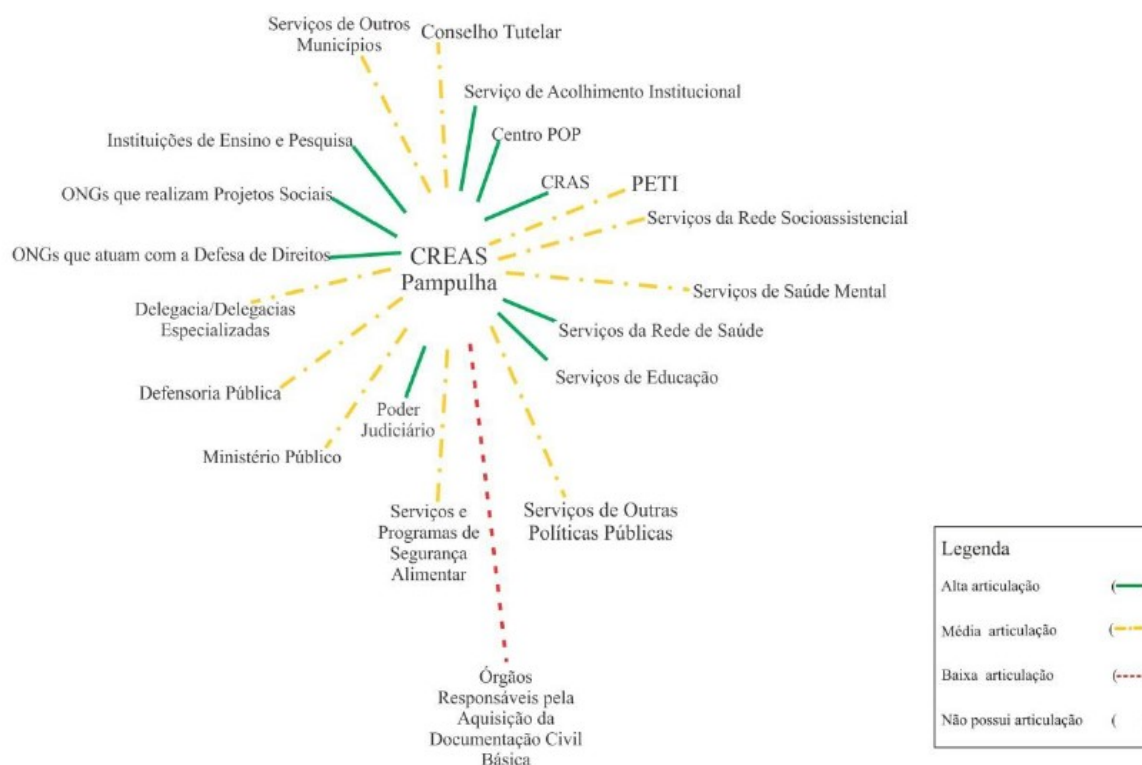 Serviços de Outros
Municípios
Conselho Tutelar
Serviço de Acolhimento Institucional
Centro POP
Instituições de Ensino e Pesquisa
CRAS
PETI
ONGs que realizam Projetos Sociais
Serviços da Rede Socioassistencial
ONGs que atuam com a Defesa de Direitos
CREAS
Pampulha
Serviços de Saúde Mental
Delegacia/Delegacias
Especializadas
Serviços da Rede de Saúde
Serviços de Educação
Defensoria Pública
Poder
Judiciário
Ministério Público
Serviços e
Programas de
Segurança
Alimentar
Serviços de Outras
Políticas Públicas
Órgãos
Responsáveis pela
Aquisição da
Documentação Civil
Básica
Legenda
Alta articulação (
Média articulação (
Baixa articulação (
Não possui articulação (